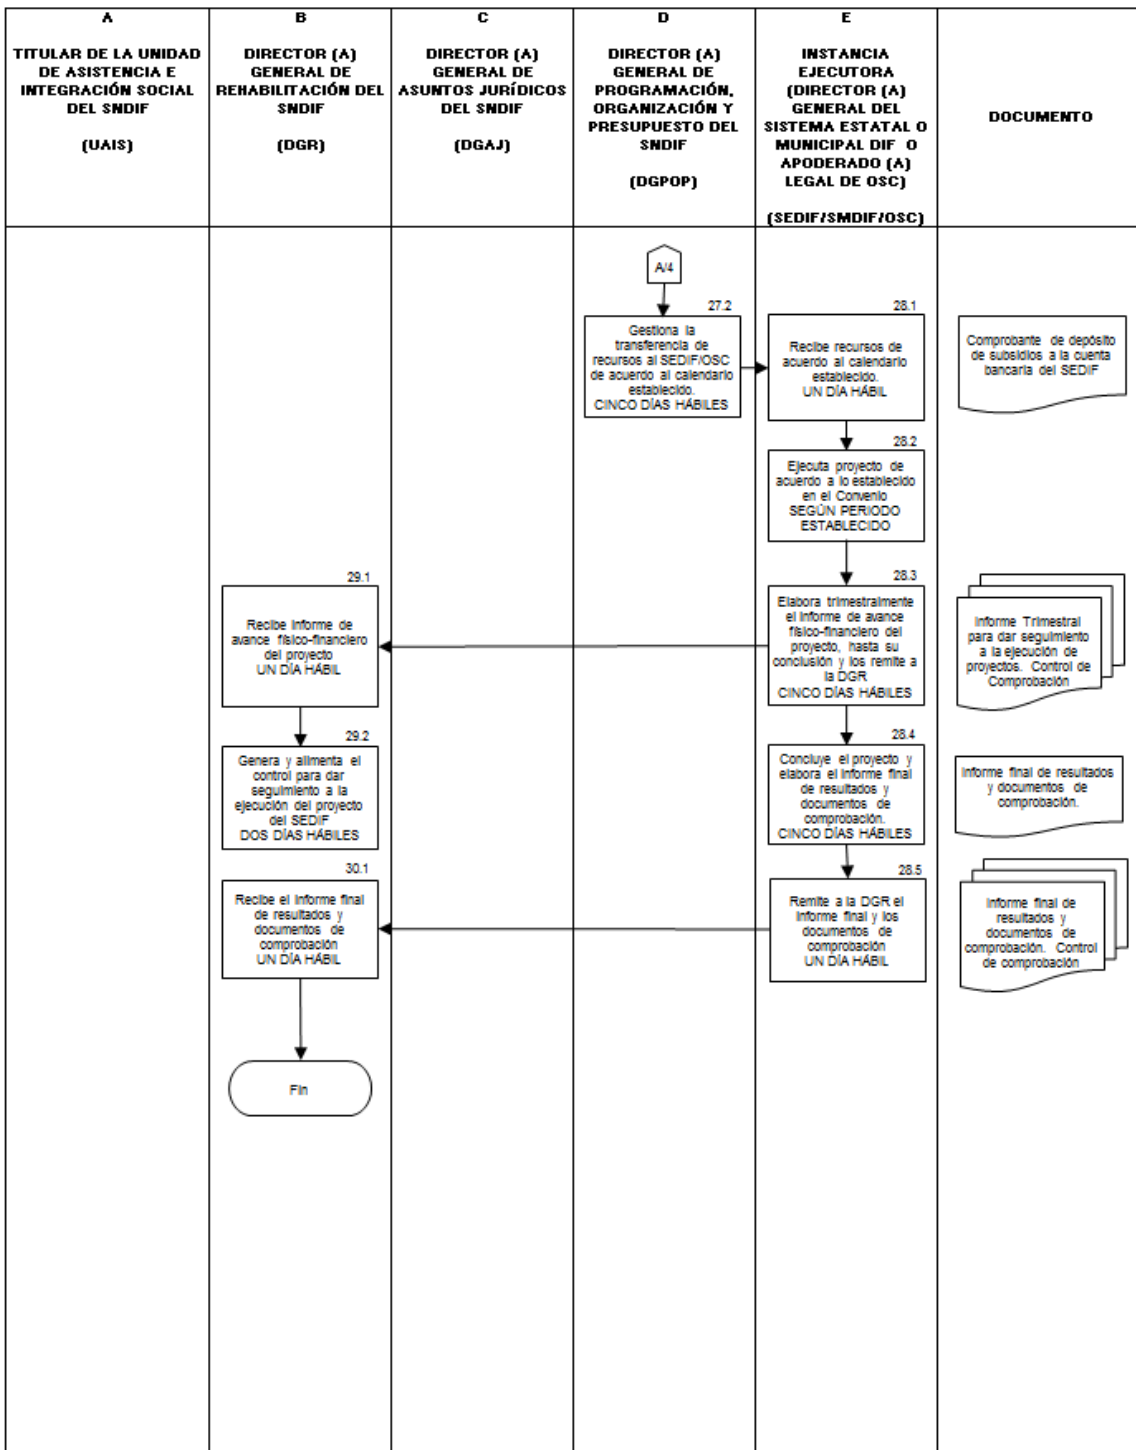 A
TITULAR DE LA UNIDAD
DE ASISTENCIA E
INTEGRACIÓN SOCIAL
DEL SNDIF
(UAIS)
B
DIRECTOR (A)
GENERAL DE
REHABILITACIÓN DEL
SNDIF
(DGR)
C
DIRECTOR (A)
GENERAL DE
ASUNTOS JURÍDICOS
DEL SNDIF
(DGAJ)
D
DIRECTOR (A)
GENERAL DE
PROGRAMACIÓN,
ORGANIZACIÓN Y
PRESUPUESTO DEL
SNDIF
(DGPOP)
E
INSTANCIA
EJECUTORA
(DIRECTOR (A)
GENERAL DEL
SISTEMA ESTATAL O
MUNICIPAL DIF O
APODERADO (A)
LEGAL DE OSC)
(SEDIF/SMDIF/OSC)
DOCUMENTO
A/4
27.2
Gestiona la
transferencia de
recursos al SEDIF/OSC
de acuerdo al calendario
establecido.
CINCO DÍAS HÁBILES
28.1
Recibe recursos de
acuerdo al calendario
establecido.
UN DÍA HÁBIL
Comprobante de depósito
de subsidios a la cuenta
bancaria del SEDIF
28.2
Ejecuta proyecto de
acuerdo a lo establecido
en el Convenio
SEGÚN PERIODO
ESTABLECIDO
29.1
Recibe informe de
avance físico-financiero
del proyecto
UN DÍA HÁBIL
28.3
Elabora trimestralmente
el informe de avance
físico-financiero del
proyecto, hasta su
conclusión y los remite a
la DGR
CINCO DÍAS HÁBILES
Informe Trimestral
para dar seguimiento
a la ejecución de
proyectos. Control de
Comprobación
29.2
Genera y alimenta el
control para dar
seguimiento a la
ejecución del proyecto
del SEDIF
DOS DÍAS HÁBILES
28.4
Concluye el proyecto y
elabora el informe final
de resultados y
documentos de
comprobación.
CINCO DÍAS HÁBILES
Informe final de resultados
y documentos de
comprobación.
30.1
Recibe el informe final
de resultados y
documentos de
comprobación
UN DÍA HÁBIL
28.5
Remite a la DGR el
informe final y los
documentos de
comprobación
UN DÍA HÁBIL
Informe final de
resultados y
documentos de
comprobación. Control
de comprobación
Fin